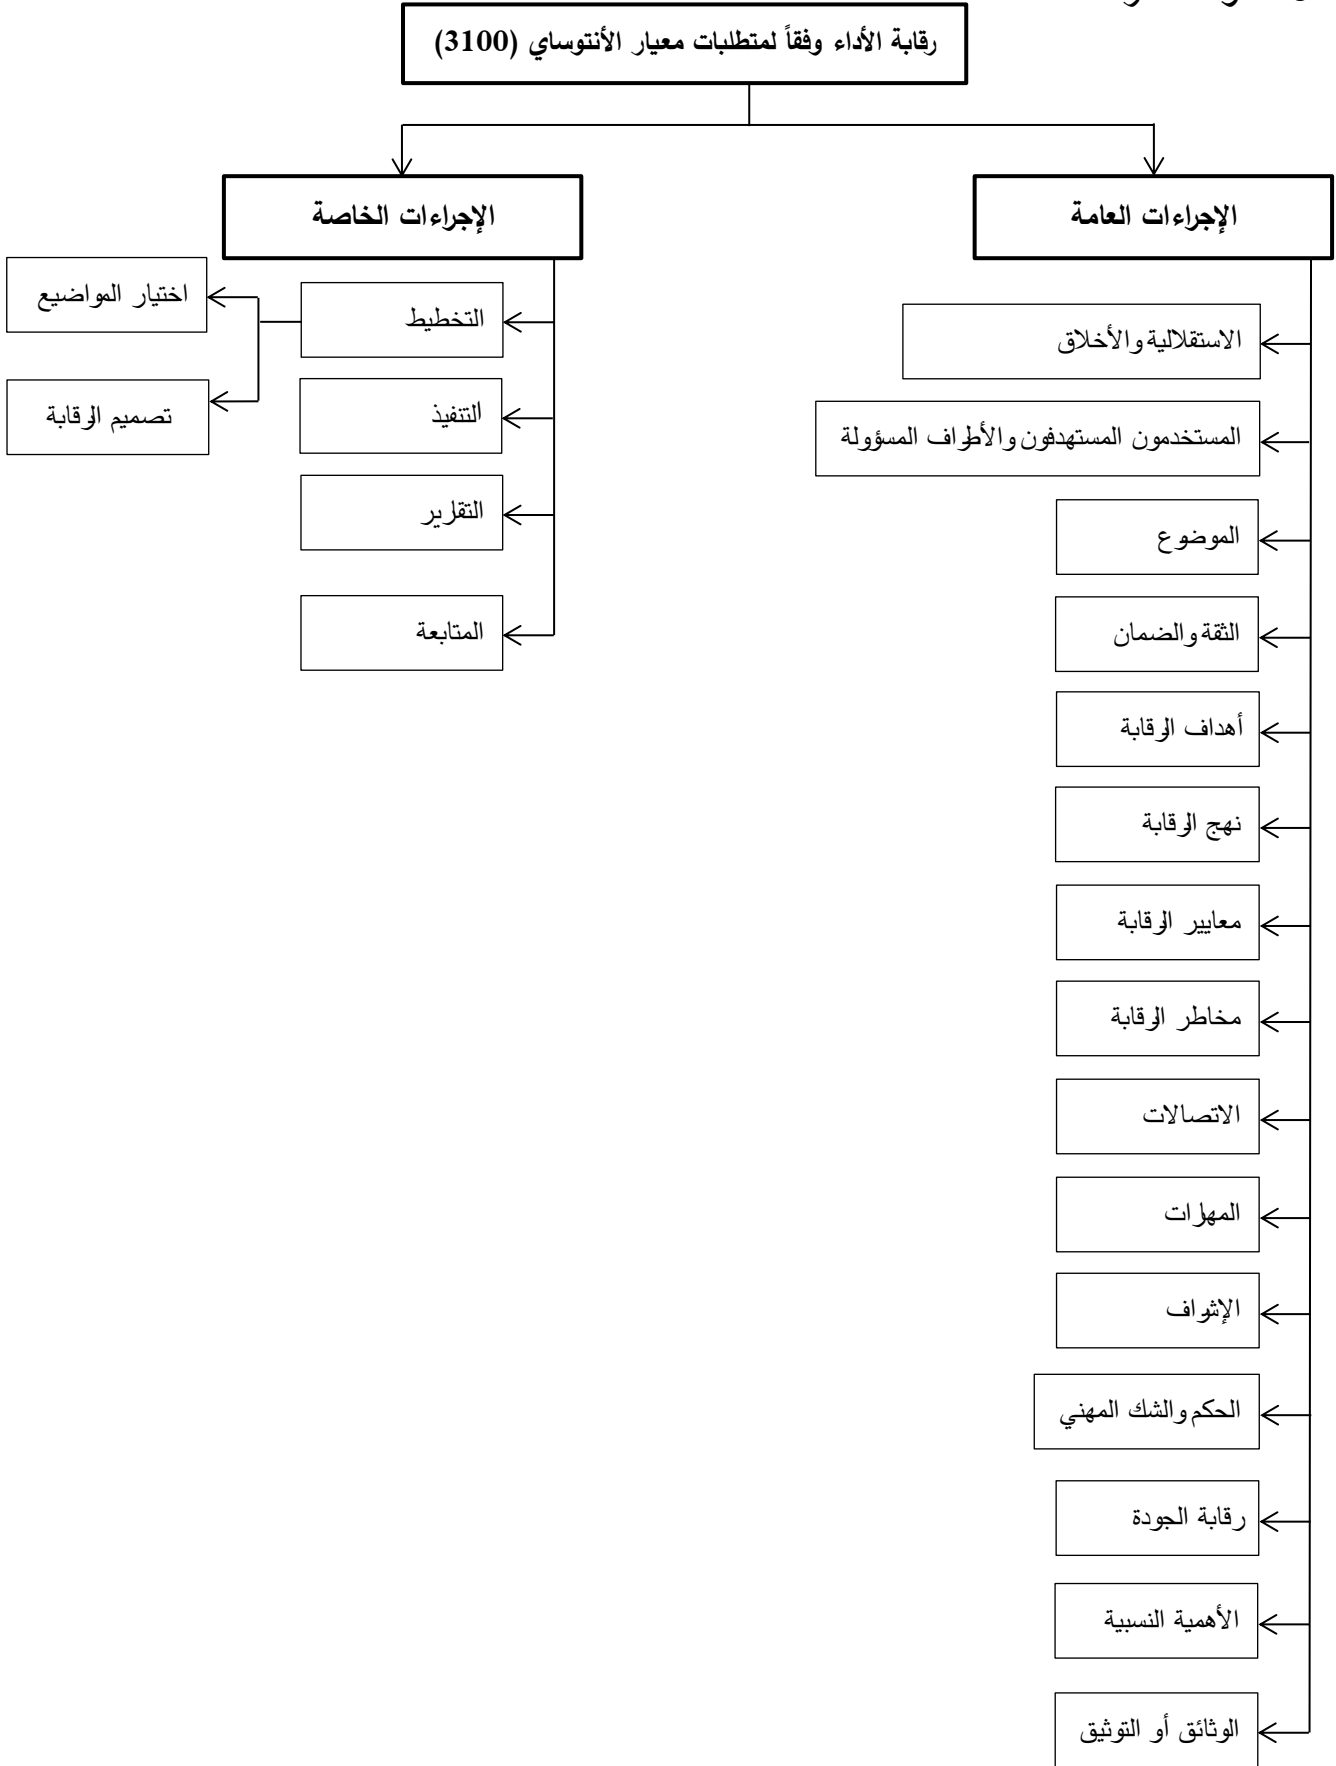 رقابة الأداء وفقاً لمتطلبات معيار الأنتوساي (3100)
الإجراءات العامة
الاستقلالية والأخلاق
المستخدمون المستهدفون والأطراف المسؤولة
الموضوع
الثقة والضمان
أهداف الرقابة
نهج الرقابة
معايير الرقابة
مخاطر الرقابة
الاتصالات
المهارات
الإشراف
الحكم والشك المهني
رقابة الجودة
الأهمية النسبية
الوثائق أو التوثيق
الإجراءات الخاصة
التخطيط
اختيار المواضيع
تصميم الرقابة
التنفيذ
التقارير
المتابعة